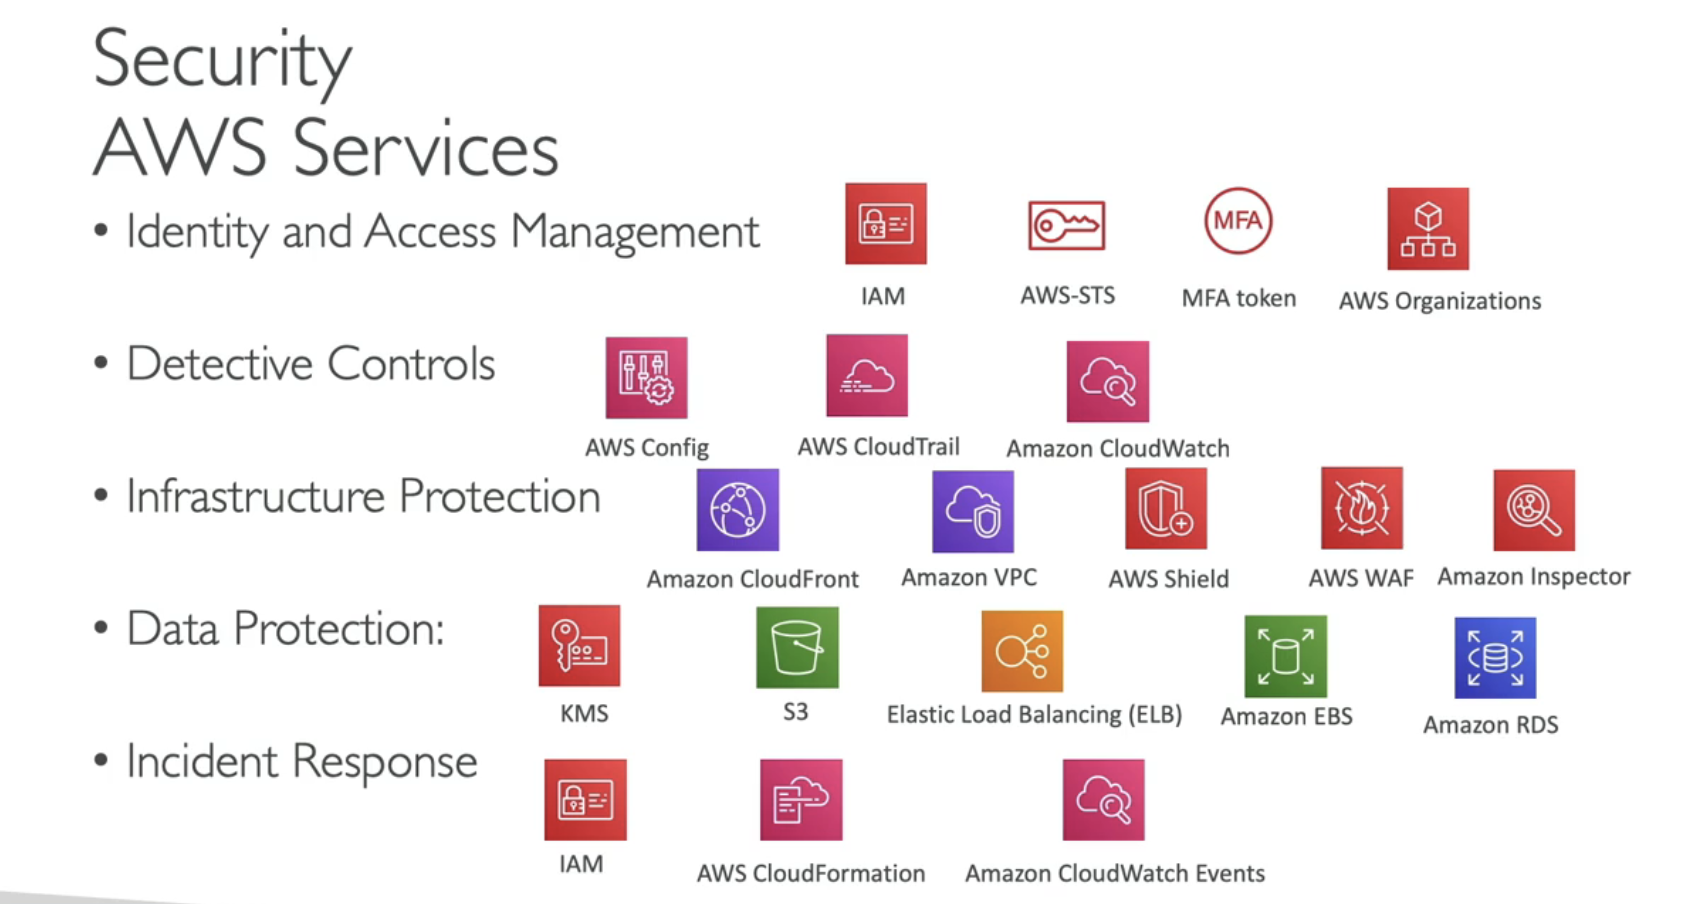 Security
AWS Services
• Identity and Access Management
IAM
AWS-STS
MFA
MFA token
AWS Organizations
• Detective Controls
AWS Config
AWS CloudTrail
Amazon CloudWatch
• Infrastructure Protection
Amazon CloudFront
Amazon VPC
AWS Shield
AWS WAF
Amazon Inspector
• Data Protection:
KMS
S3
Elastic Load Balancing (ELB)
Amazon EBS
Amazon RDS
• Incident Response
IAM
AWS CloudFormation
Amazon CloudWatch Events